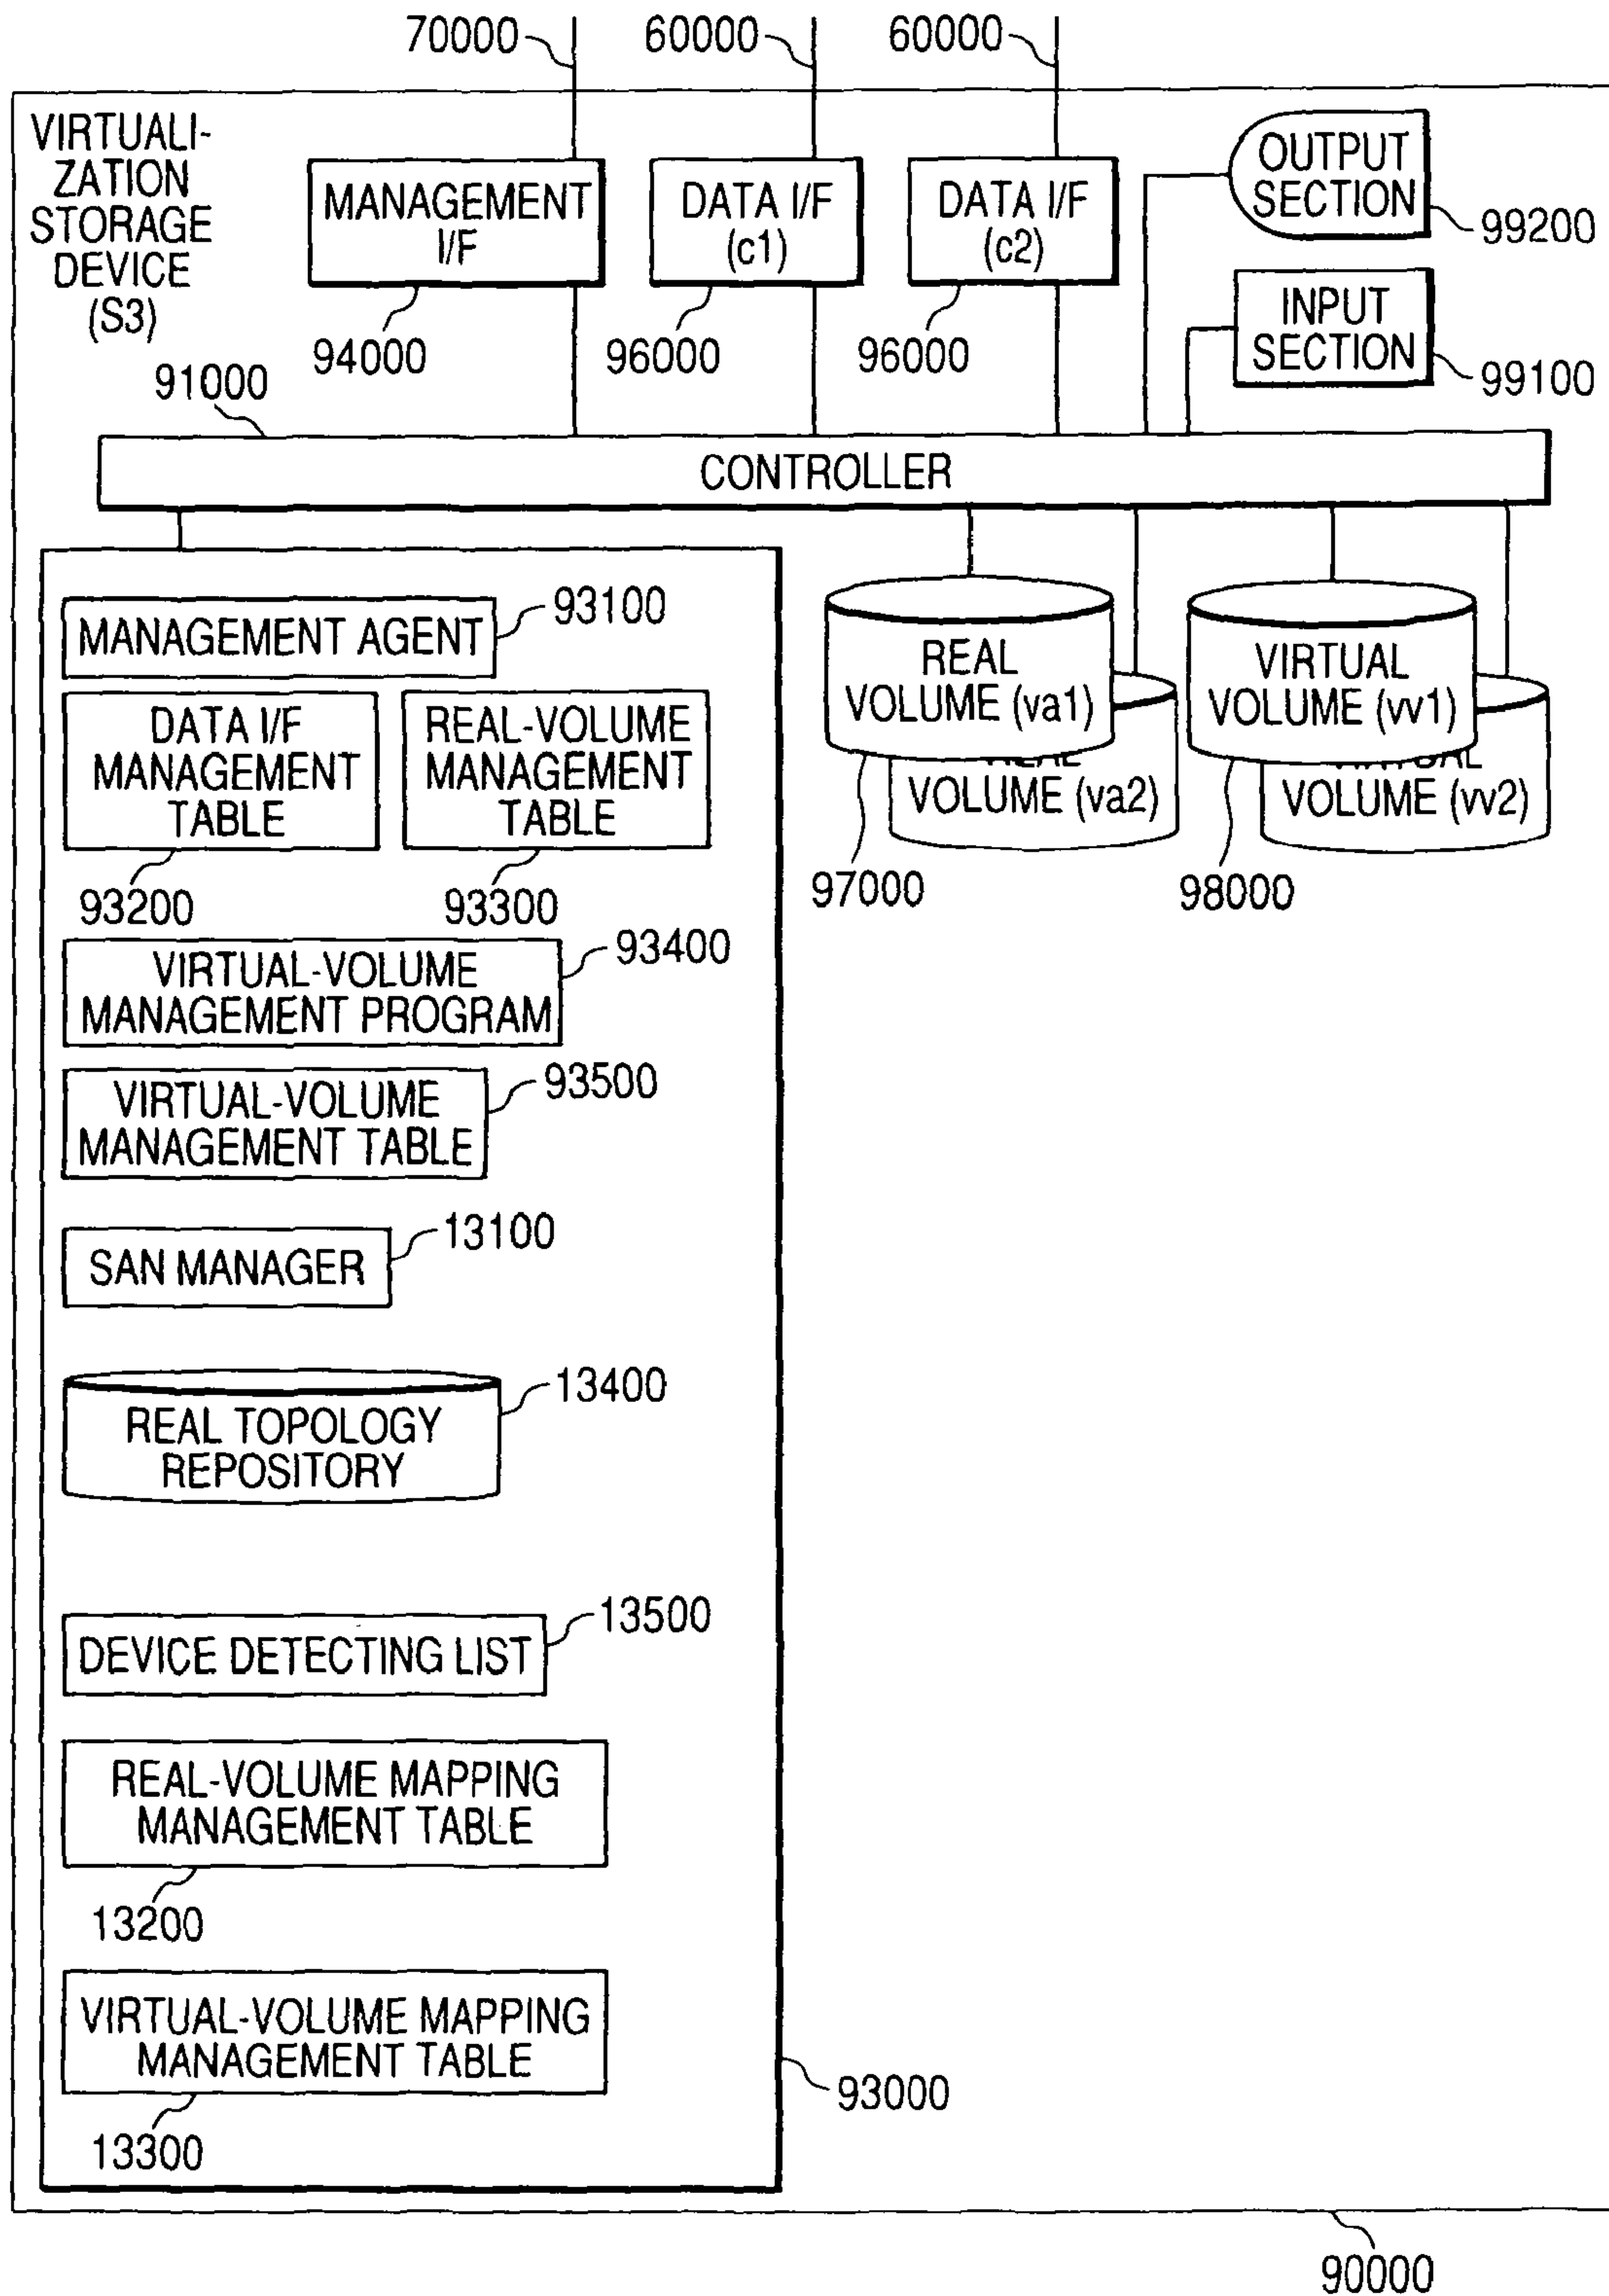 70000
60000
60000
VIRTUALI-
ZATION
STORAGE
DEVICE
(S3)
MANAGEMENT
I/F
DATA I/F
(c1)
DATA I/F
(c2)
OUTPUT
SECTION
99200
INPUT
SECTION
99100
94000
96000
96000
91000
CONTROLLER
MANAGEMENT AGENT
93100
DATA I/F
MANAGEMENT
TABLE
93200
REAL-VOLUME
MANAGEMENT
TABLE
93300
REAL
VOLUME (va1)
VOLUME (va2)
97000
VIRTUAL
VOLUME (vv1)
VOLUME (vv2)
98000
VIRTUAL-VOLUME
MANAGEMENT PROGRAM
93400
VIRTUAL-VOLUME
MANAGEMENT TABLE
93500
SAN MANAGER
13100
REAL TOPOLOGY
REPOSITORY
13400
DEVICE DETECTING LIST
13500
REAL-VOLUME MAPPING
MANAGEMENT TABLE
13200
VIRTUAL-VOLUME MAPPING
MANAGEMENT TABLE
13300
93000
90000